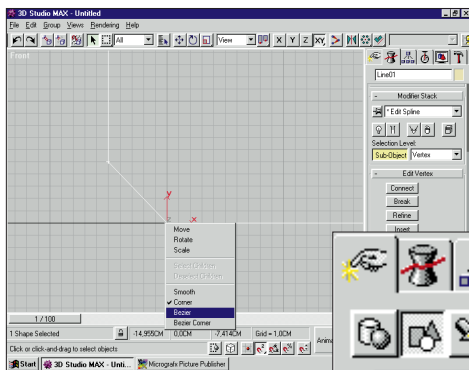 3D Studio MAX - Untitled
File Edit Group Views Rendering Help
All View X Y Z XY
Front
Line01
- Modifier Stack
* Edit Spline
Selection Level:
Sub-Object Vertex
- Edit Vertex
Connect
Break
Refine
Insert
y
z x
Move
Rotate
Scale
Smooth
Corner
Bezier
Bezier Corner
1 / 100
1 Shape Selected -14,955CM 0,0CM -7,414CM Grid = 1,0CM
Click or click-and-drag to select objects
Anima
Start 3D Studio MAX - Unti... Micrografx Picture Publisher